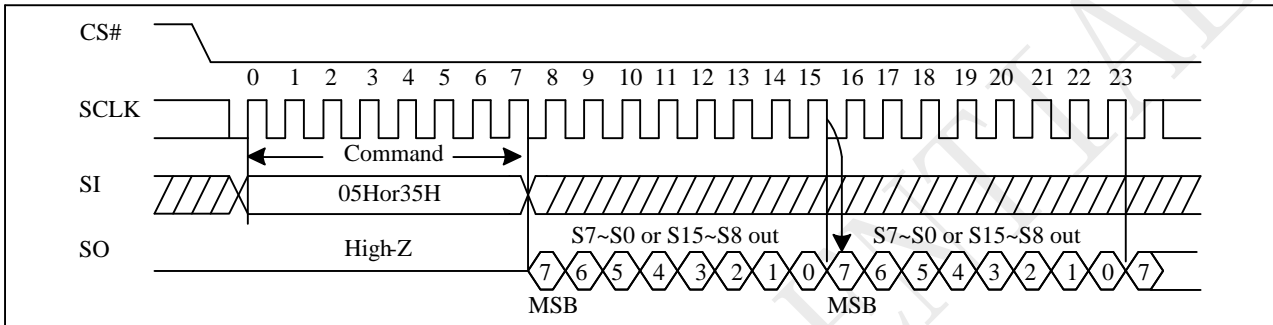 CS#
0 1 2 3 4 5 6 7 8 9 10 11 12 13 14 15 16 17 18 19 20 21 22 23
SCLK
Command
SI
05Hor35H
S7~S0 or S15~S8 out S7~S0 or S15~S8 out
SO
High-Z
7 6 5 4 3 2 1 0 7 6 5 4 3 2 1 0 7
MSB MSB